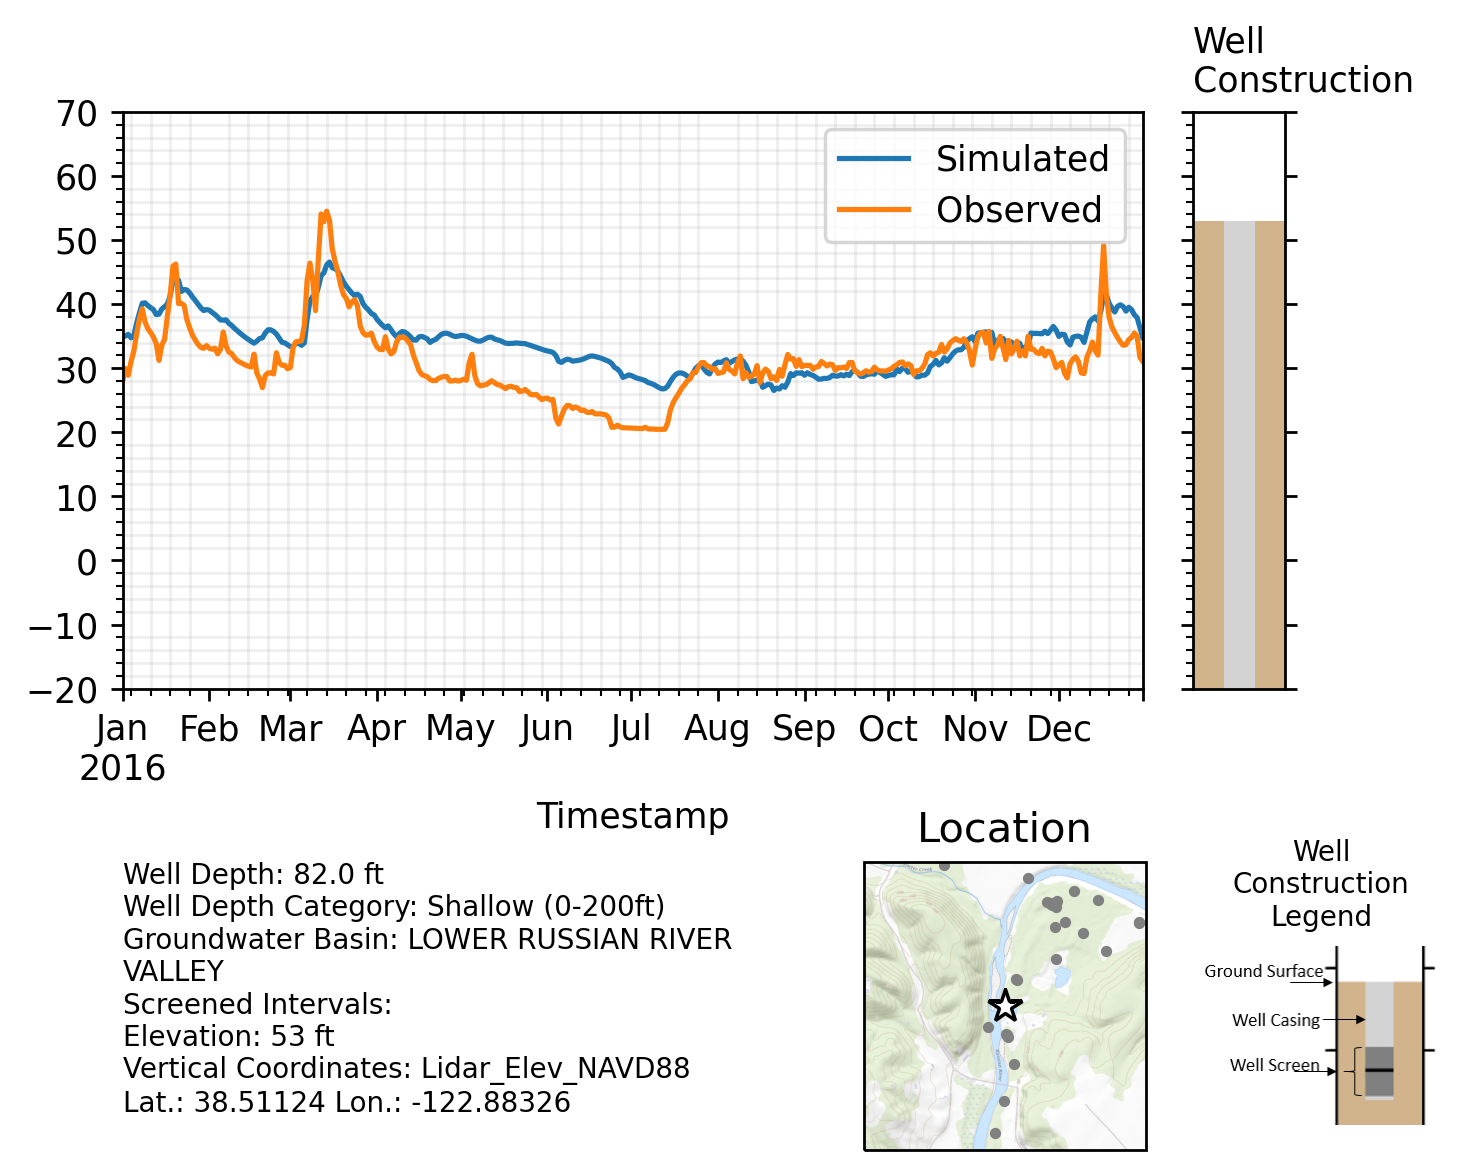 Well
Construction
70
60
50
40
30
20
10
0
−10
−20
Simulated
Observed
Jan Feb Mar Apr May Jun Jul Aug Sep Oct Nov Dec
2016
Timestamp
Well Depth: 82.0 ft
Well Depth Category: Shallow (0-200ft)
Groundwater Basin: LOWER RUSSIAN RIVER
VALLEY
Screened Intervals:
Elevation: 53 ft
Vertical Coordinates: Lidar_Elev_NAVD88
Lat.: 38.51124 Lon.: -122.88326
Location
Well
Construction
Legend
Ground Surface
Well Casing
Well Screen